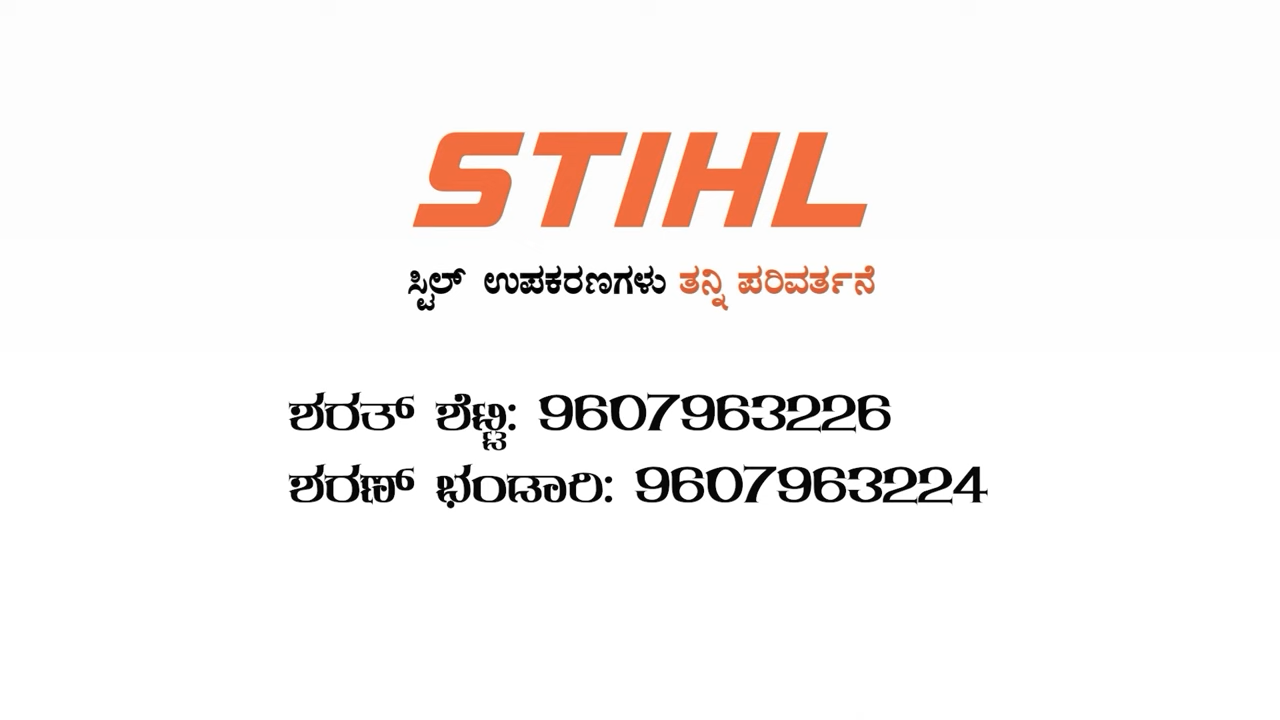 STIHL
ಸ್ಟಿಲ್ ಉಪಕರಣಗಳು ತನ್ನಿ ಪರಿವರ್ತನೆ
ಶರತ್ ಶೆಟ್ಟಿ: 9607963226
ಶರಣ್ ಭಂಡಾರಿ: 9607963224